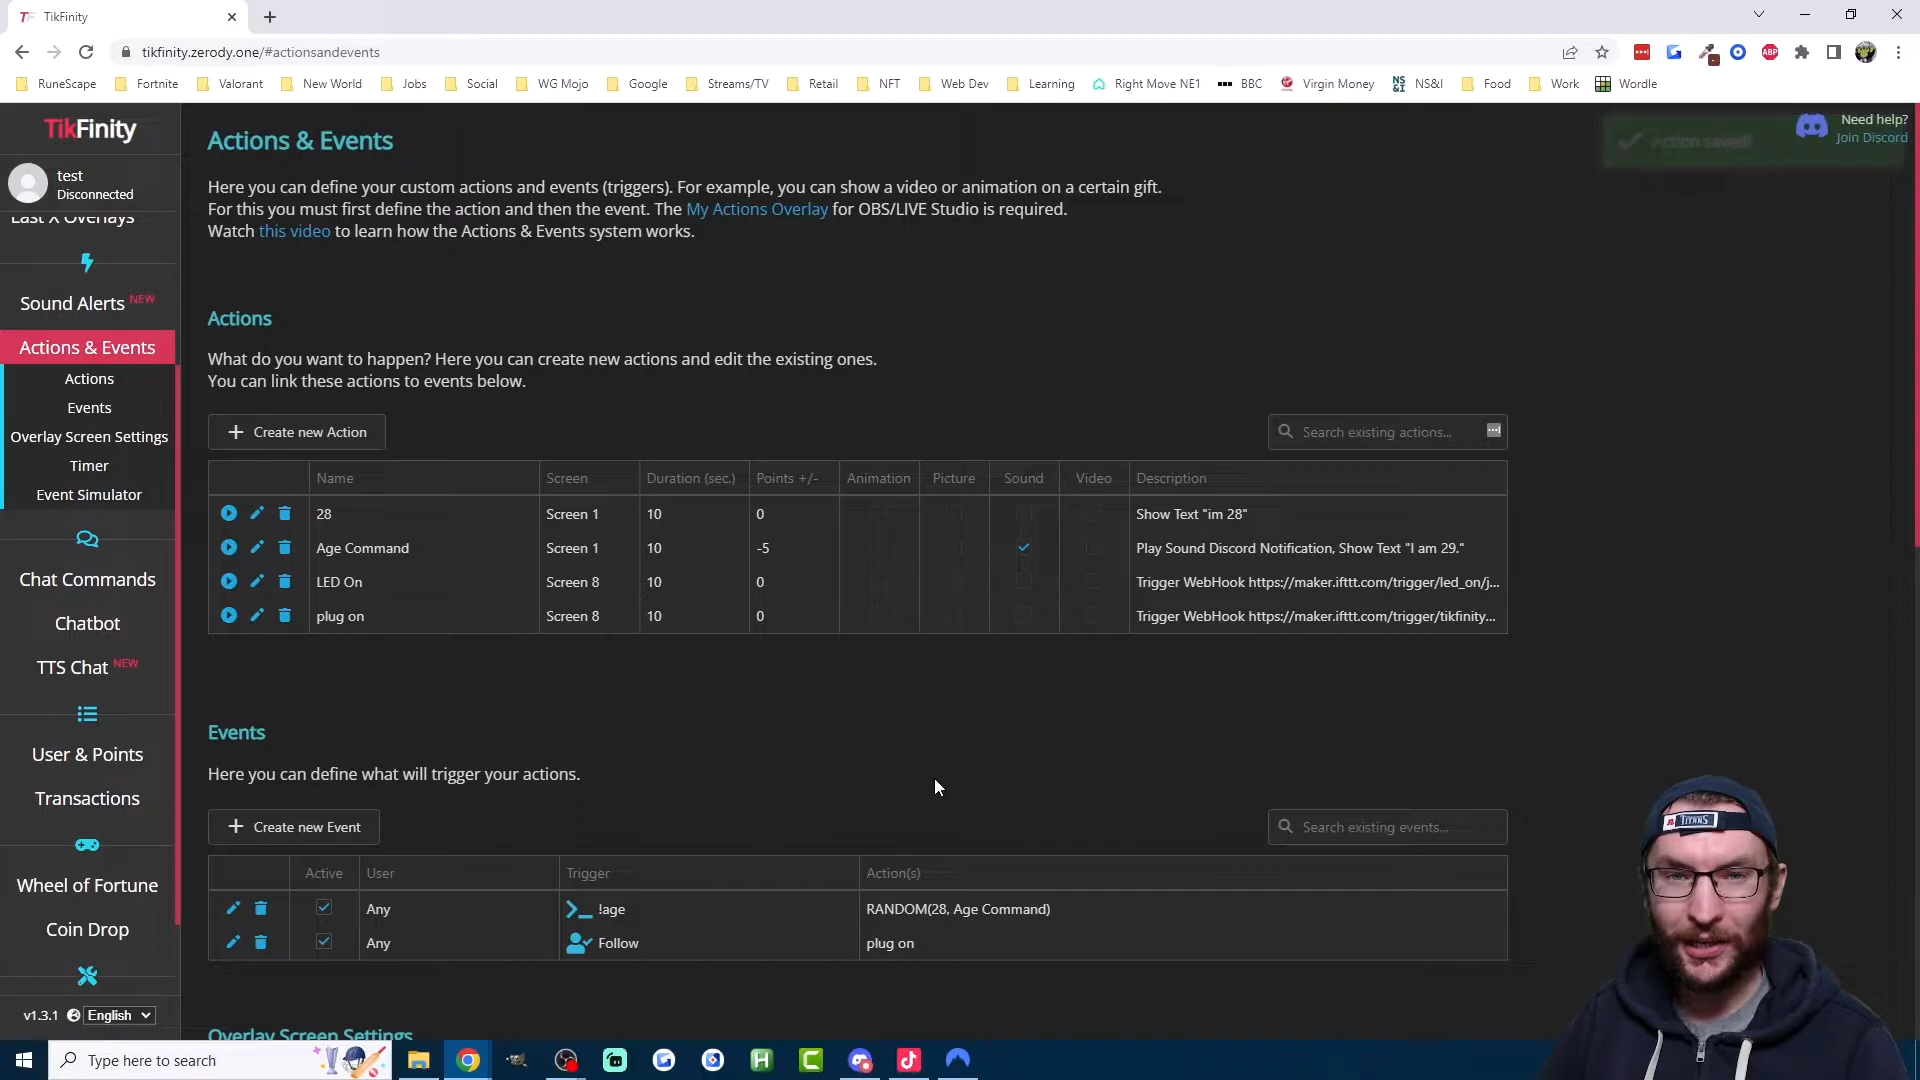 TikFinity
tikfinity.zerody.one/#actionsandevents
RuneScape
Fortnite
Valorant
New World
Jobs
Social
WG Mojo
Google
Streams/TV
Retail
NFT
Web Dev
Learning
Right Move NE1
BBC
Virgin Money
NS&I
Food
Work
Wordle
TikFinity
test
Disconnected
Last X Overlays
Sound Alerts NEW
Actions & Events
Actions
Events
Overlay Screen Settings
Timer
Event Simulator
Chat Commands
Chatbot
TTS Chat NEW
User & Points
Transactions
Wheel of Fortune
Coin Drop
v1.3.1 English
Need help?
Join Discord
Action saved!
Actions & Events
Here you can define your custom actions and events (triggers). For example, you can show a video or animation on a certain gift.
For this you must first define the action and then the event. The My Actions Overlay for OBS/LIVE Studio is required.
Watch this video to learn how the Actions & Events system works.
Actions
What do you want to happen? Here you can create new actions and edit the existing ones.
You can link these actions to events below.
+ Create new Action
Search existing actions...
Name Screen Duration (sec.) Points +/- Animation Picture Sound Video Description
28 Screen 1 10 0 Show Text "im 28"
Age Command Screen 1 10 -5 Play Sound Discord Notification, Show Text "I am 29."
LED On Screen 8 10 0 Trigger WebHook https://maker.ifttt.com/trigger/led_on/j...
plug on Screen 8 10 0 Trigger WebHook https://maker.ifttt.com/trigger/tikfinity...
Events
Here you can define what will trigger your actions.
+ Create new Event
Search existing events...
Active User Trigger Action(s)
Any !age RANDOM(28, Age Command)
Any Follow plug on
Overlay Screen Settings
TITANS
Type here to search